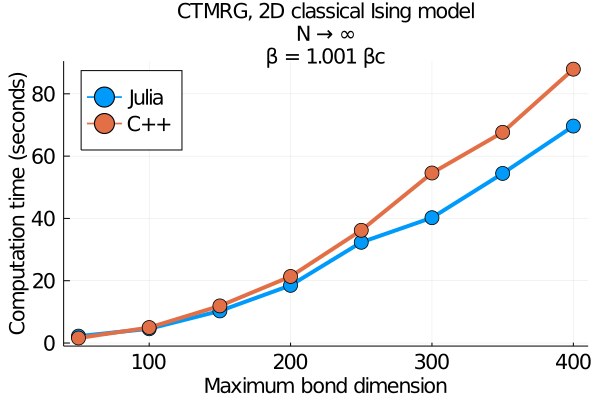 CTMRG, 2D classical Ising model
N → ∞
β = 1.001 βc
Julia
C++
Computation time (seconds)
80
60
40
20
0
100
200
300
400
Maximum bond dimension